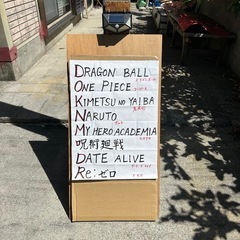 DRAGON BALL
ONE PIECE
KIMETSU NO YAIBA
NARUTO
MY HERO ACADEMIA
呪術廻戦
DATE ALIVE
Re:ゼロ